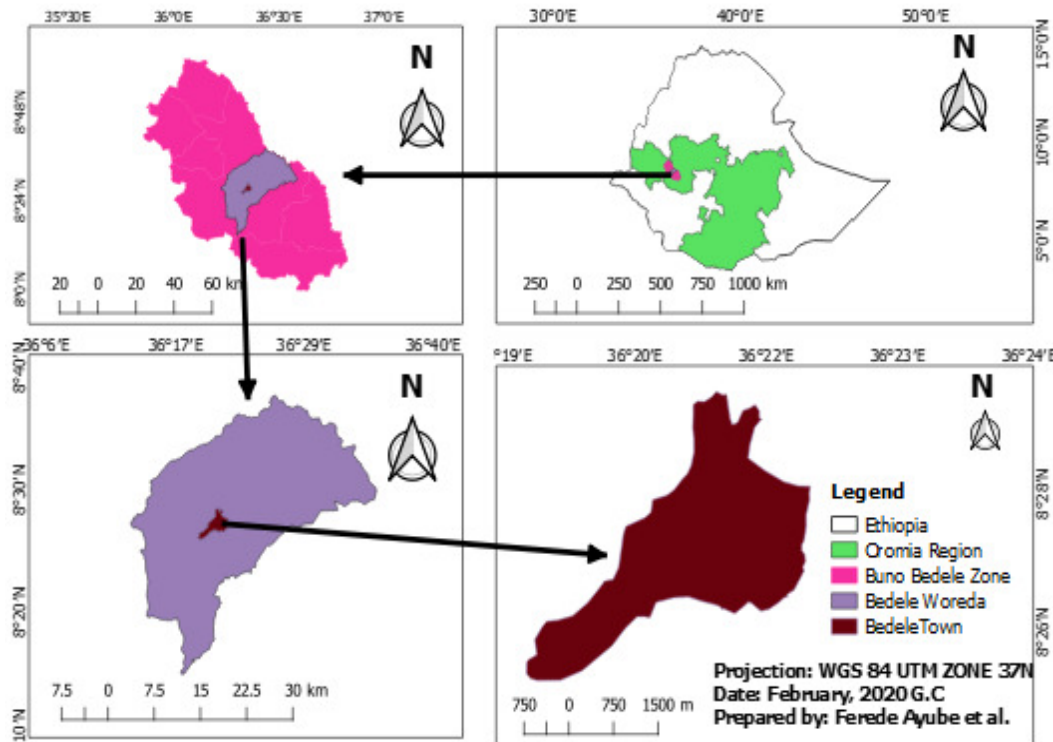 35°30'E 36°0'E 36°30'E 37°0'E
8°48'N
8°24'N
8°0'N
N
20 0 20 40 60 km
30°0'E 40°0'E 50°0'E
15°0'N
10°0'N
5°0'N
N
250 0 250 500 750 1000 km
36°6'E 36°17'E 36°29'E 36°40'E
8°40'N
8°30'N
8°20'N
8°10'N
N
7.5 0 7.5 15 22.5 30 km
°19'E 36°20'E 36°22'E 36°23'E 36°24'E
8°28'N
8°26'N
N
Legend
Ethiopia
Oromia Region
Buno Bedele Zone
Bedele Woreda
BedeleTown
750 0 750 1500 m
Projection: WGS 84 UTM ZONE 37N
Date: February, 2020 G.C
Prepared by: Ferede Ayube et al.